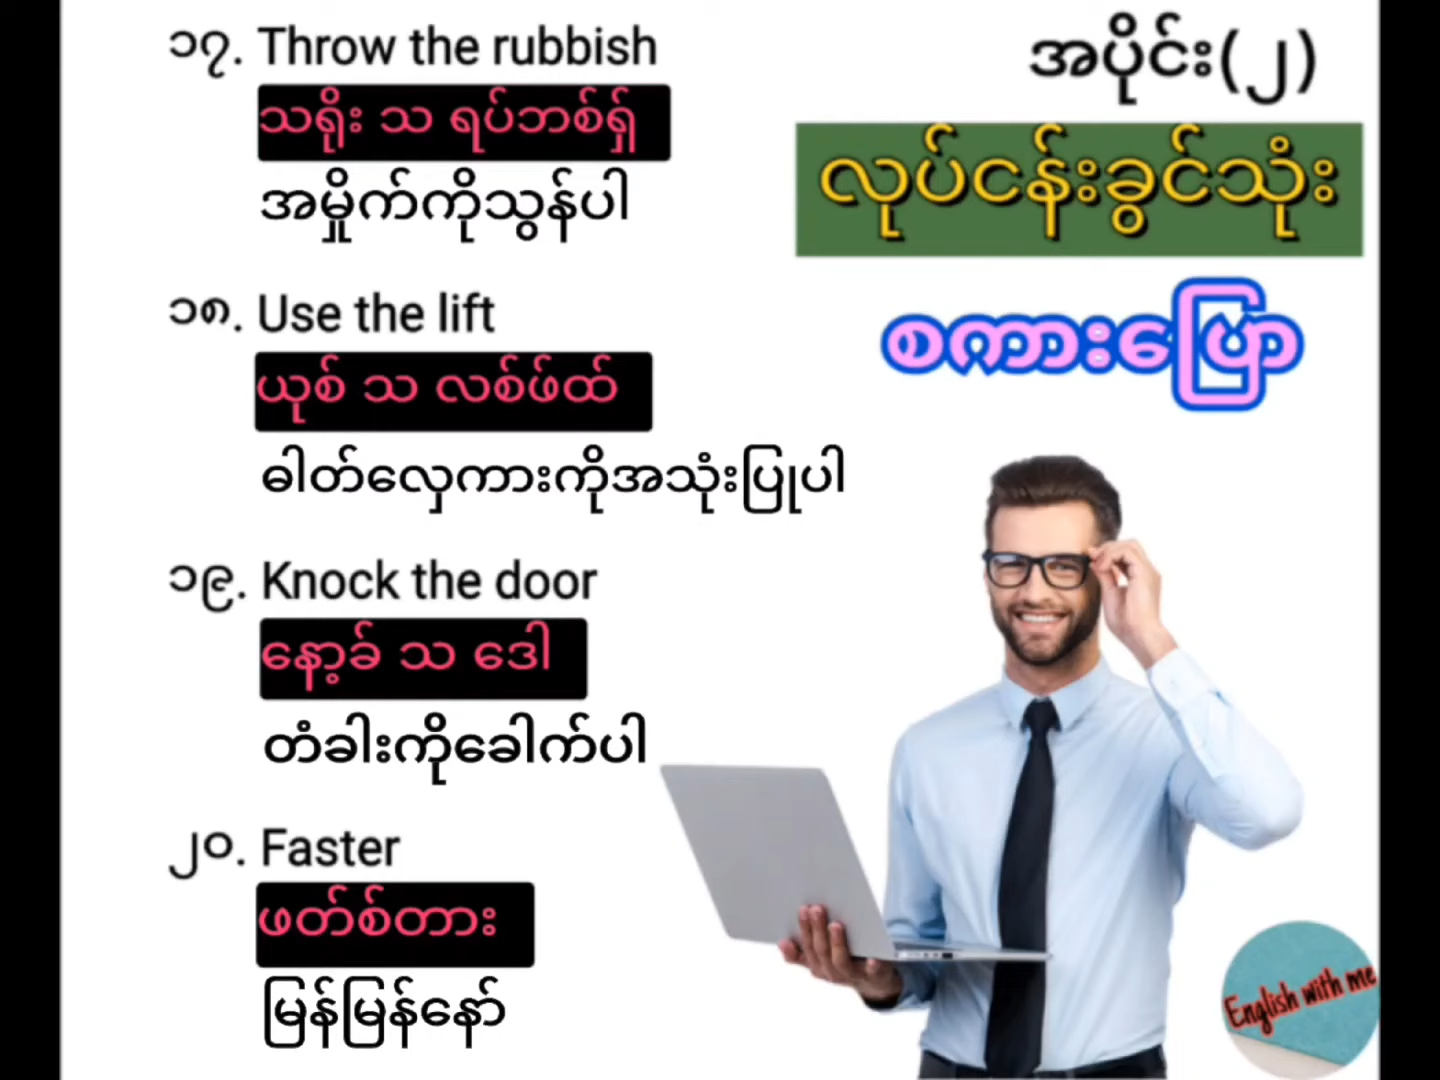 ၁၇. Throw the rubbish
သရိုး သ ရပ်ဘစ်ရှ်
အမှိုက်ကိုသွန်ပါ
၁၈. Use the lift
ယုစ် သ လစ်ဖ်ထ်
ဓါတ်လှေကားကိုအသုံးပြုပါ
၁၉. Knock the door
နော့ခ် သ ဒေါ
တံခါးကိုခေါက်ပါ
၂၀. Faster
ဖတ်စ်တား
မြန်မြန်နော်
အပိုင်း(၂)
လုပ်ငန်းခွင်သုံး
စကားပြော
English with me